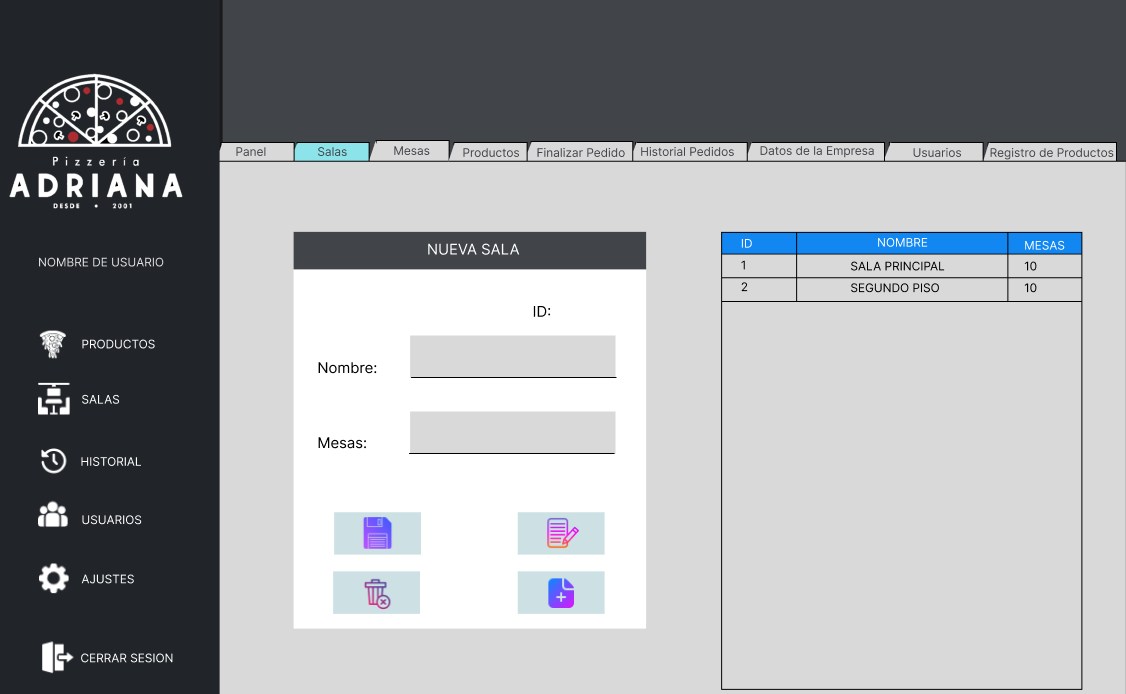 Pizzería
ADRIANA
DESDE • 2001
NOMBRE DE USUARIO
PRODUCTOS
SALAS
HISTORIAL
USUARIOS
AJUSTES
CERRAR SESION
Panel
Salas
Mesas
Productos
Finalizar Pedido
Historial Pedidos
Datos de la Empresa
Usuarios
Registro de Productos
NUEVA SALA
ID:
Nombre:
Mesas:
ID NOMBRE MESAS
1 SALA PRINCIPAL 10
2 SEGUNDO PISO 10